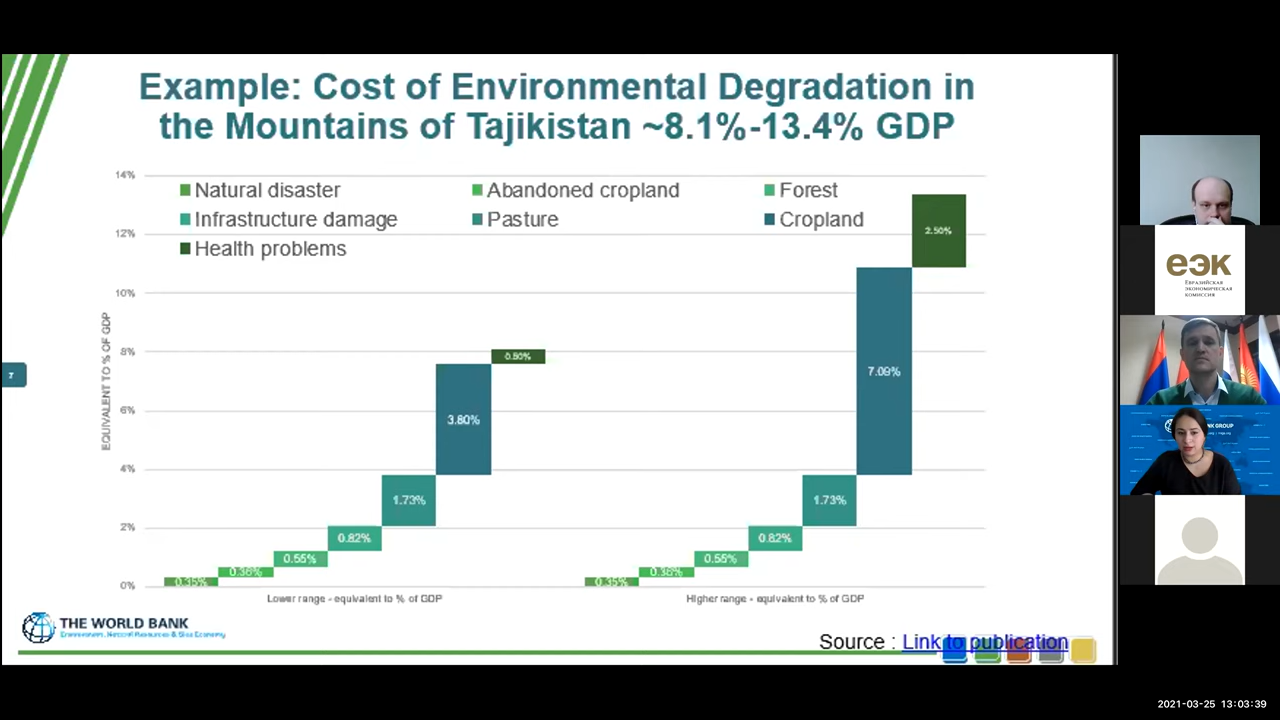 Example: Cost of Environmental Degradation in
the Mountains of Tajikistan ~8.1%-13.4% GDP
14%
12%
10%
8%
6%
4%
2%
0%
EQUIVALENT TO % OF GDP
Natural disaster
Abandoned cropland
Forest
Infrastructure damage
Pasture
Cropland
Health problems
0.35%
0.36%
0.55%
0.82%
1.73%
3.80%
0.50%
0.35%
0.36%
0.55%
0.82%
1.73%
7.09%
2.50%
Lower range - equivalent to % of GDP
Higher range - equivalent to % of GDP
7
THE WORLD BANK
Environment, Natural Resources & Blue Economy
Source : Link to publication
еэк
ЕВРАЗИЙСКАЯ
ЭКОНОМИЧЕСКАЯ
КОМИССИЯ
BANK GROUP
2021-03-25 13:03:39